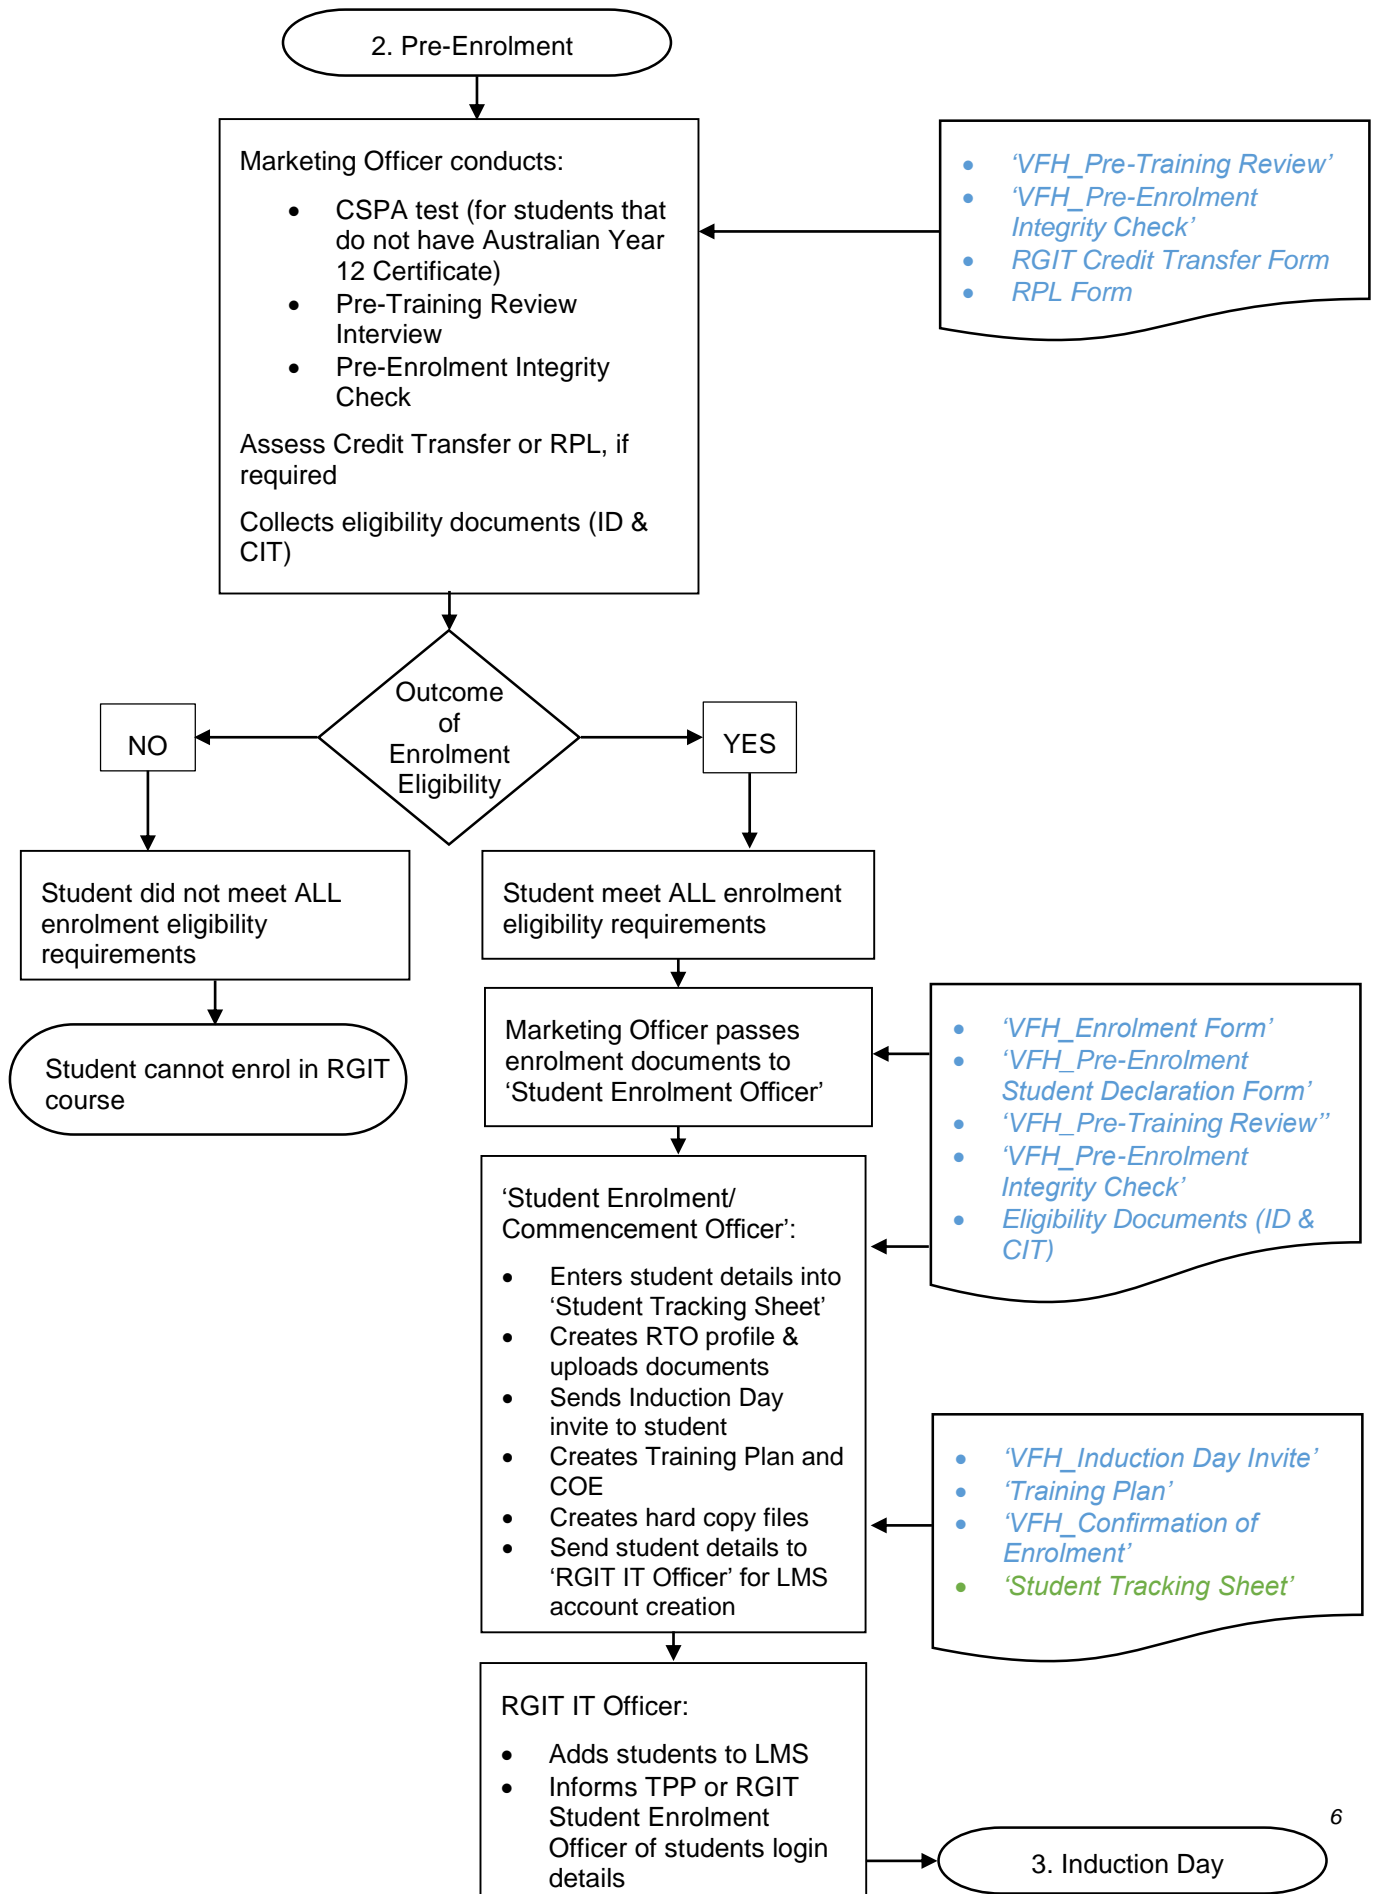 2. Pre-Enrolment
Marketing Officer conducts:
• CSPA test (for students that
do not have Australian Year
12 Certificate)
• Pre-Training Review
Interview
• Pre-Enrolment Integrity
Check
Assess Credit Transfer or RPL, if
required
Collects eligibility documents (ID &
CIT)
• ‘VFH_Pre-Training Review’
• ‘VFH_Pre-Enrolment
Integrity Check’
• RGIT Credit Transfer Form
• RPL Form
Outcome
of
Enrolment
Eligibility
NO
YES
Student did not meet ALL
enrolment eligibility
requirements
Student meet ALL enrolment
eligibility requirements
Student cannot enrol in RGIT
course
Marketing Officer passes
enrolment documents to
‘Student Enrolment Officer’
• ‘VFH_Enrolment Form’
• ‘VFH_Pre-Enrolment
Student Declaration Form’
• ‘VFH_Pre-Training Review’’
• ‘VFH_Pre-Enrolment
Integrity Check’
• Eligibility Documents (ID &
CIT)
‘Student Enrolment/
Commencement Officer’:
• Enters student details into
‘Student Tracking Sheet’
• Creates RTO profile &
uploads documents
• Sends Induction Day
invite to student
• Creates Training Plan and
COE
• Creates hard copy files
• Send student details to
‘RGIT IT Officer’ for LMS
account creation
• ‘VFH_Induction Day Invite’
• ‘Training Plan’
• ‘VFH_Confirmation of
Enrolment’
• ‘Student Tracking Sheet’
RGIT IT Officer:
• Adds students to LMS
• Informs TPP or RGIT
Student Enrolment
Officer of students login
details
6
3. Induction Day